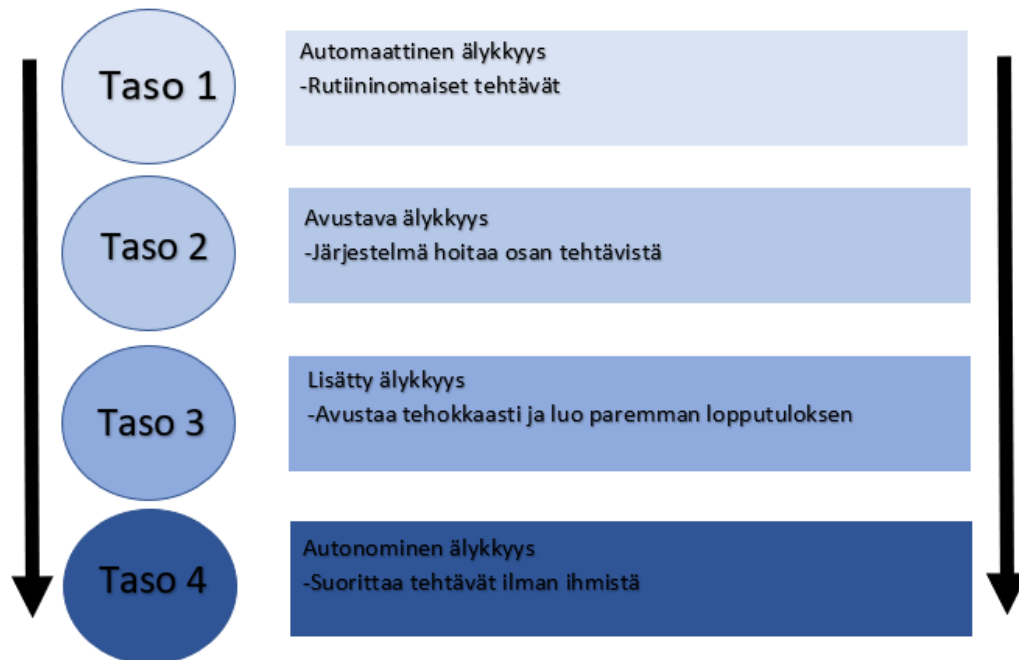 Taso 1
Automaattinen älykkyys
-Rutiininomaiset tehtävät
Taso 2
Avustava älykkyys
-Järjestelmä hoitaa osan tehtävistä
Taso 3
Lisätty älykkyys
-Avustaa tehokkaasti ja luo paremman lopputuloksen
Taso 4
Autonominen älykkyys
-Suorittaa tehtävät ilman ihmistä